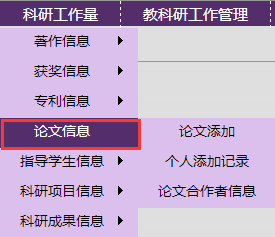 科研工作量 教科研工作管理
著作信息
获奖信息
专利信息
论文信息 论文添加
指导学生信息 个人添加记录
科研项目信息 论文合作者信息
科研成果信息